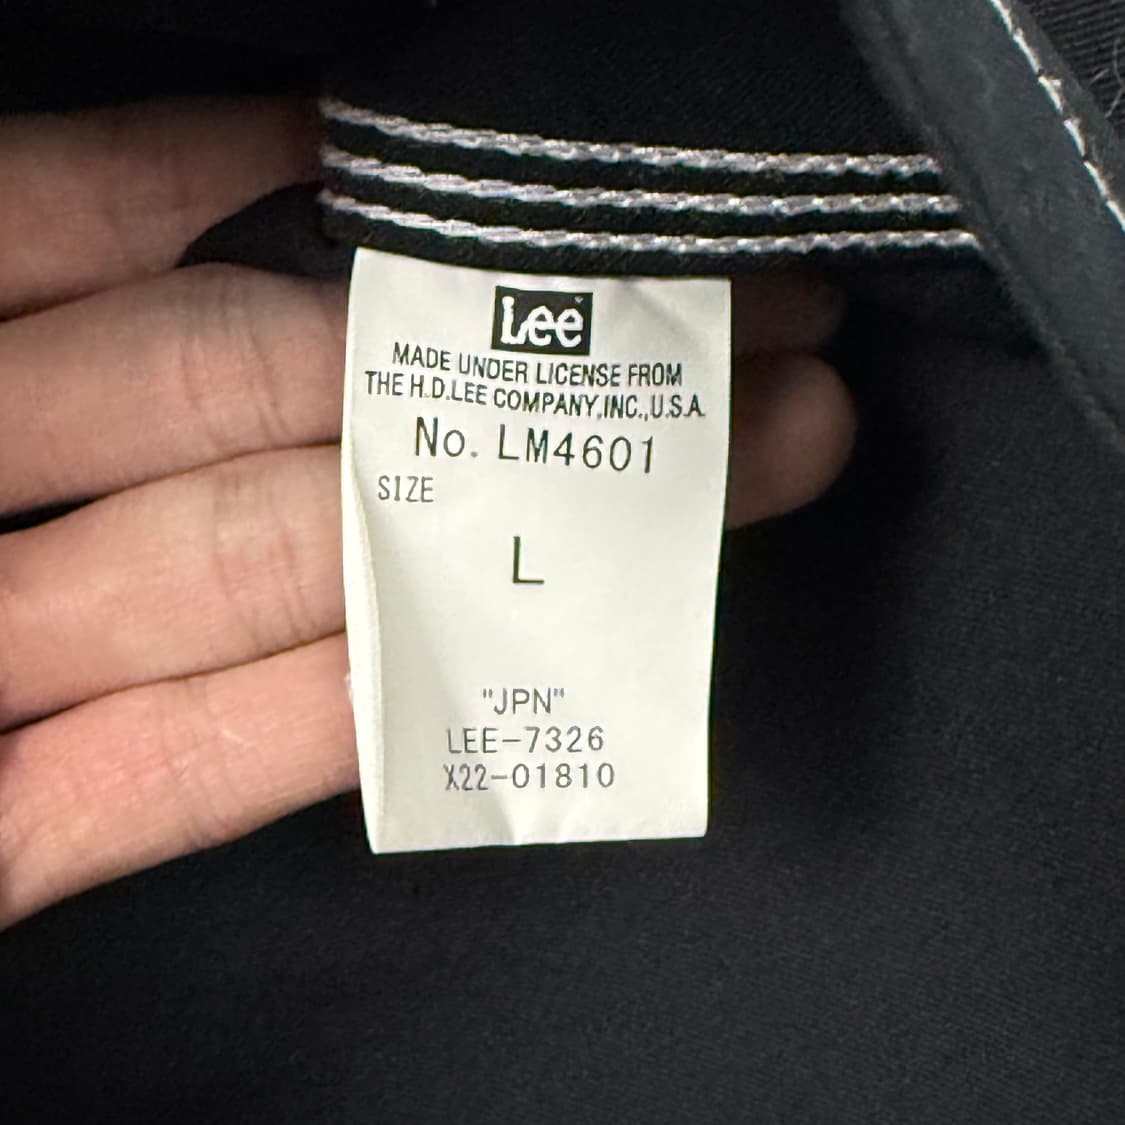 Lee
MADE UNDER LICENSE FROM
THE H.D.LEE COMPANY,INC.,U.S.A.
No. LM4601
SIZE
L
"JPN"
LEE-7326
X22-01810